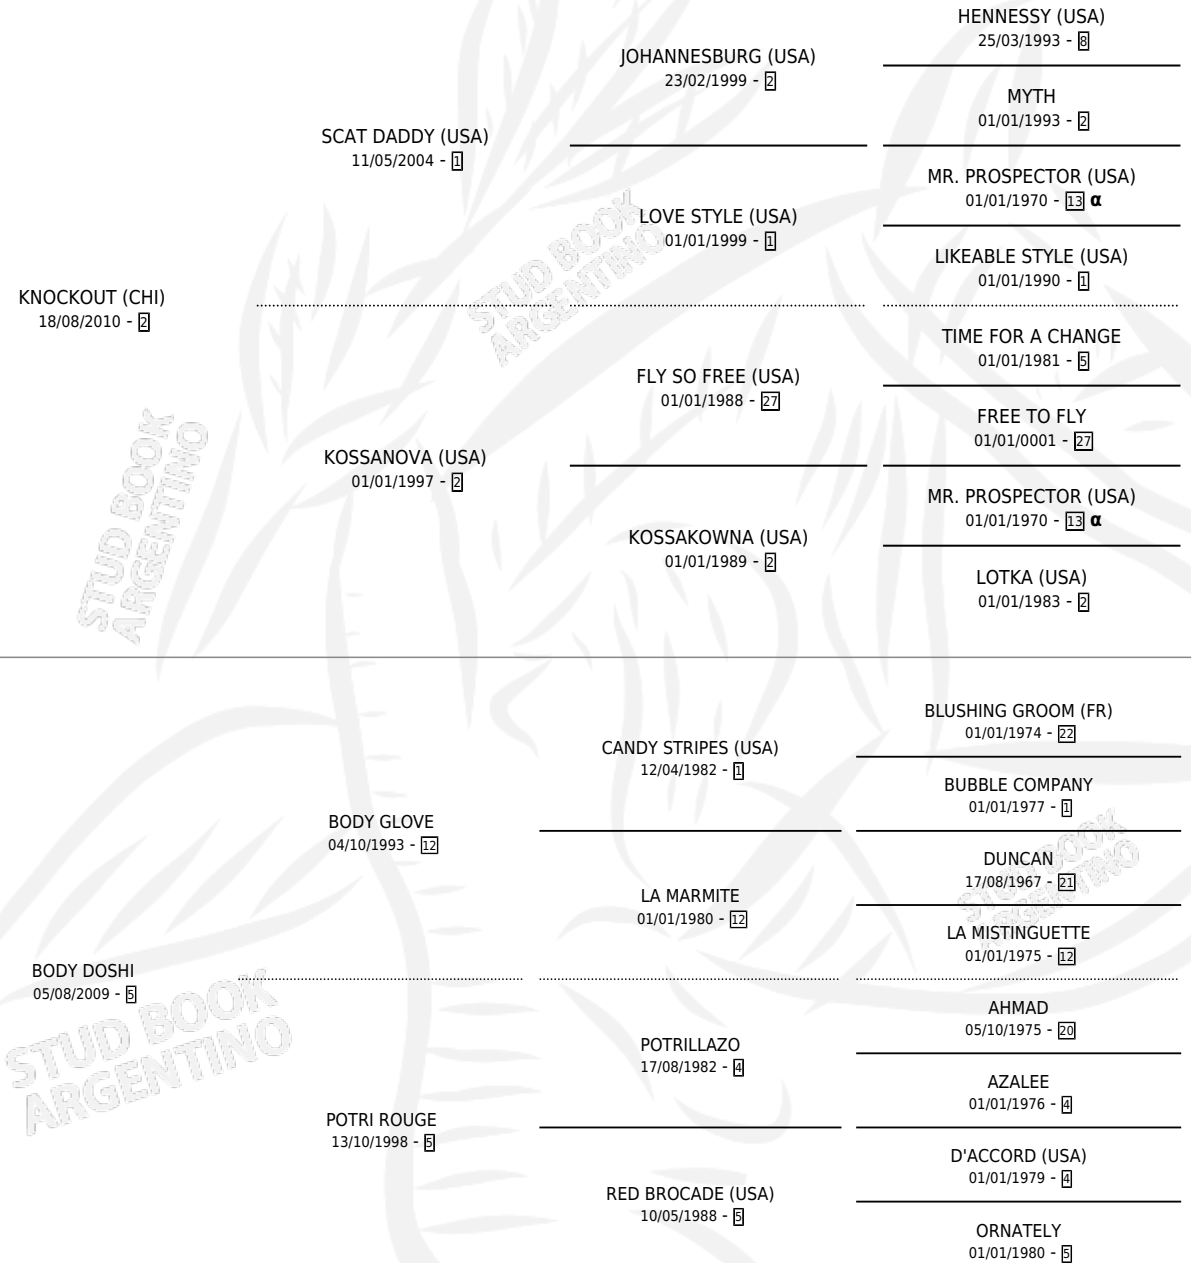 HENNESSY (USA)
25/03/1993 - 8
JOHANNESBURG (USA)
23/02/1999 - 2
MYTH
01/01/1993 - 2
SCAT DADDY (USA)
11/05/2004 - 1
MR. PROSPECTOR (USA)
01/01/1970 - 13 α
LOVE STYLE (USA)
01/01/1999 - 1
LIKEABLE STYLE (USA)
01/01/1990 - 1
KNOCKOUT (CHI)
18/08/2010 - 2
TIME FOR A CHANGE
01/01/1981 - 5
FLY SO FREE (USA)
01/01/1988 - 27
FREE TO FLY
01/01/0001 - 27
KOSSANOVA (USA)
01/01/1997 - 2
MR. PROSPECTOR (USA)
01/01/1970 - 13 α
KOSSAKOWNA (USA)
01/01/1989 - 2
LOTKA (USA)
01/01/1983 - 2
BLUSHING GROOM (FR)
01/01/1974 - 22
CANDY STRIPES (USA)
12/04/1982 - 1
BUBBLE COMPANY
01/01/1977 - 1
BODY GLOVE
04/10/1993 - 12
DUNCAN
17/08/1967 - 21
LA MARMITE
01/01/1980 - 12
LA MISTINGUETTE
01/01/1975 - 12
BODY DOSHI
05/08/2009 - 5
AHMAD
05/10/1975 - 20
POTRILLAZO
17/08/1982 - 4
AZALEE
01/01/1976 - 4
POTRI ROUGE
13/10/1998 - 5
D'ACCORD (USA)
01/01/1979 - 4
RED BROCADE (USA)
10/05/1988 - 5
ORNATELY
01/01/1980 - 5
STUD BOOK
ARGENTINO
STUD BOOK
ARGENTINO
STUD BOOK
ARGENTINO
STUD BOOK
ARGENTINO